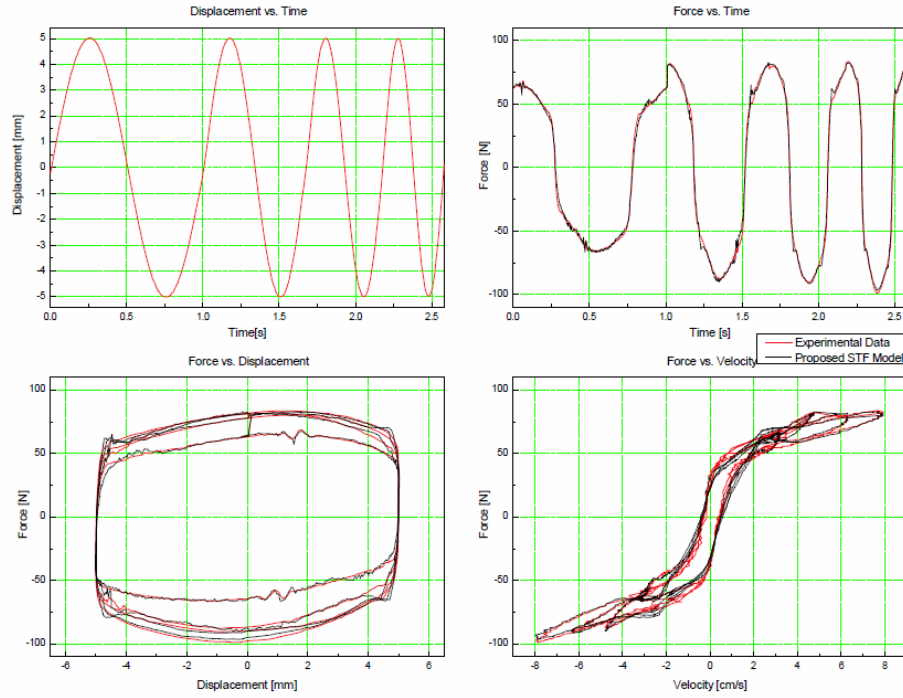 Displacement vs. Time
Displacement [mm]
5
4
3
2
1
0
-1
-2
-3
-4
-5
0.0 0.5 1.0 1.5 2.0 2.5
Time[s]
Force vs. Time
Force [N]
100
50
0
-50
-100
0.0 0.5 1.0 1.5 2.0 2.5
Time [s]
Experimental Data
Proposed STF Model
Force vs. Displacement
Force [N]
100
50
0
-50
-100
-6 -4 -2 0 2 4 6
Displacement [mm]
Force vs. Velocity
Force [N]
100
50
0
-50
-100
-8 -6 -4 -2 0 2 4 6 8
Velocity [cm/s]